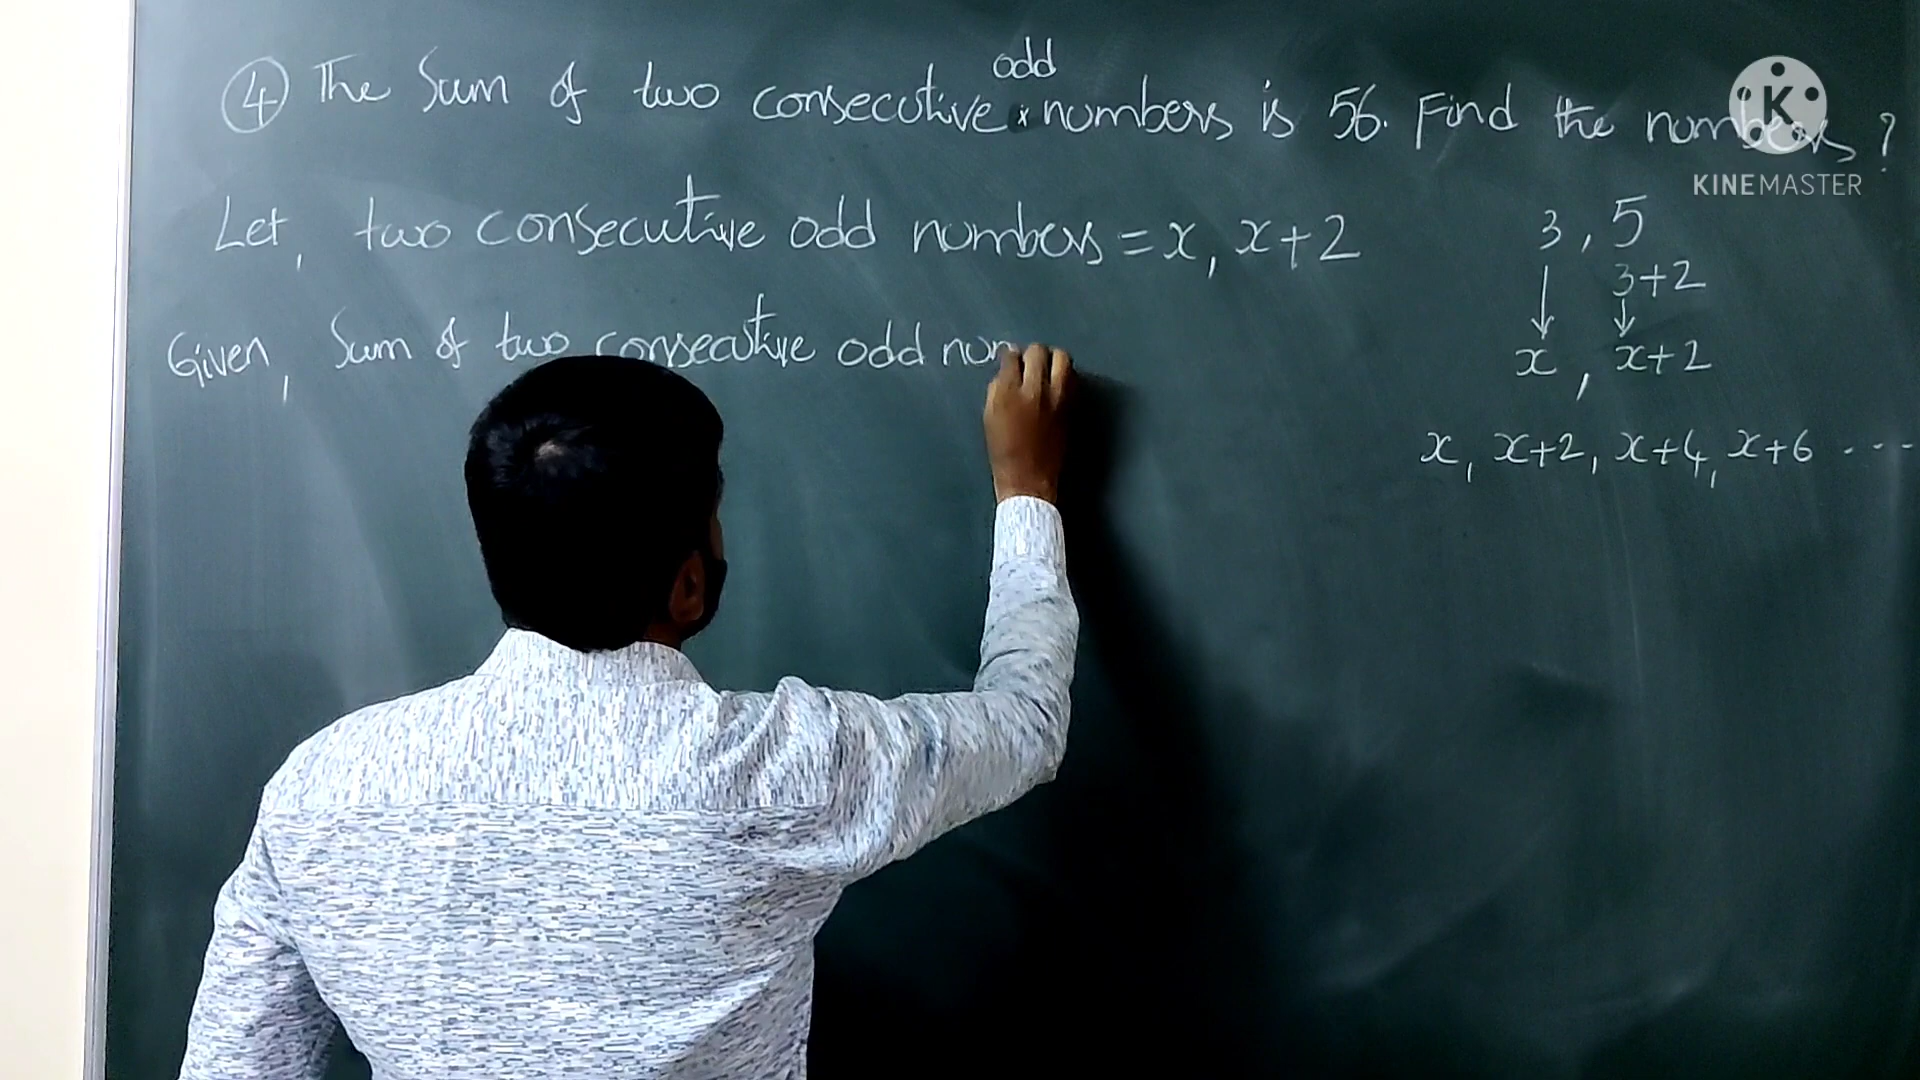 ④ The Sum of two consecutive odd x numbers is 56. Find the numbers ?
K
KINEMASTER
Let, two consecutive odd numbers = x, x+2
3, 5
3+2
Given, Sum of two consecutive odd num
x, x+2
x, x+2, x+4, x+6 ----